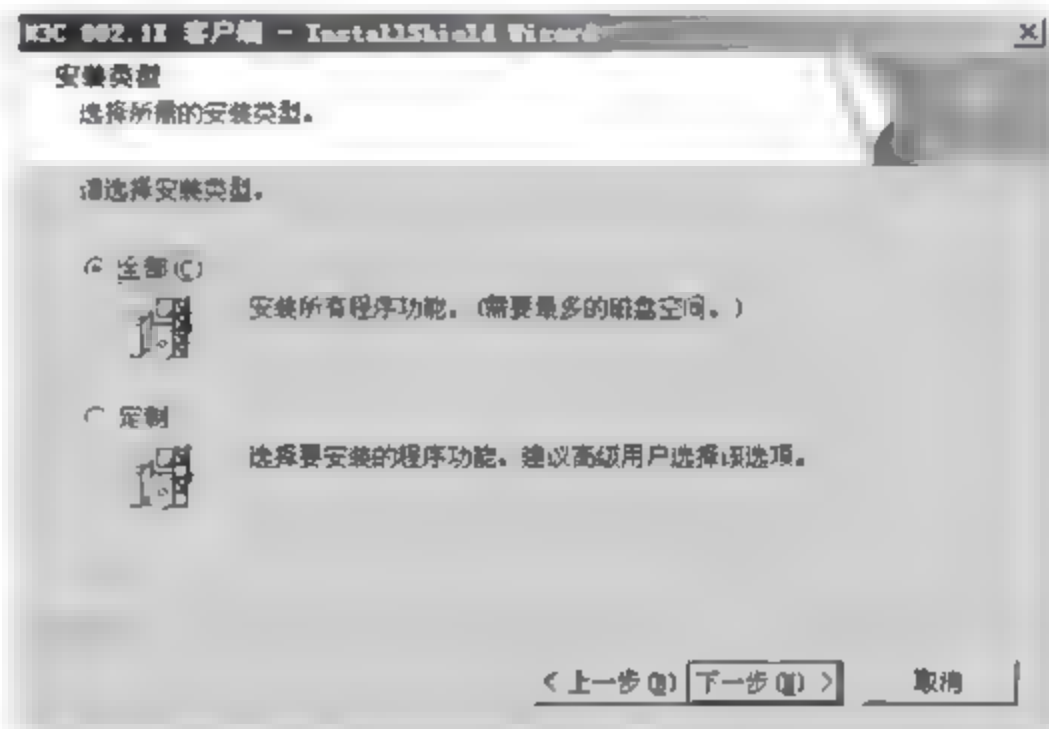 H3C 802.1X 客户端 - InstallShield Wizard
安装类型
选择所需的安装类型。
请选择安装类型。
全部(C)
安装所有程序功能。(需要最多的磁盘空间。)
定制
选择要安装的程序功能。建议高级用户选择该选项。
< 上一步(B) 下一步(N) > 取消